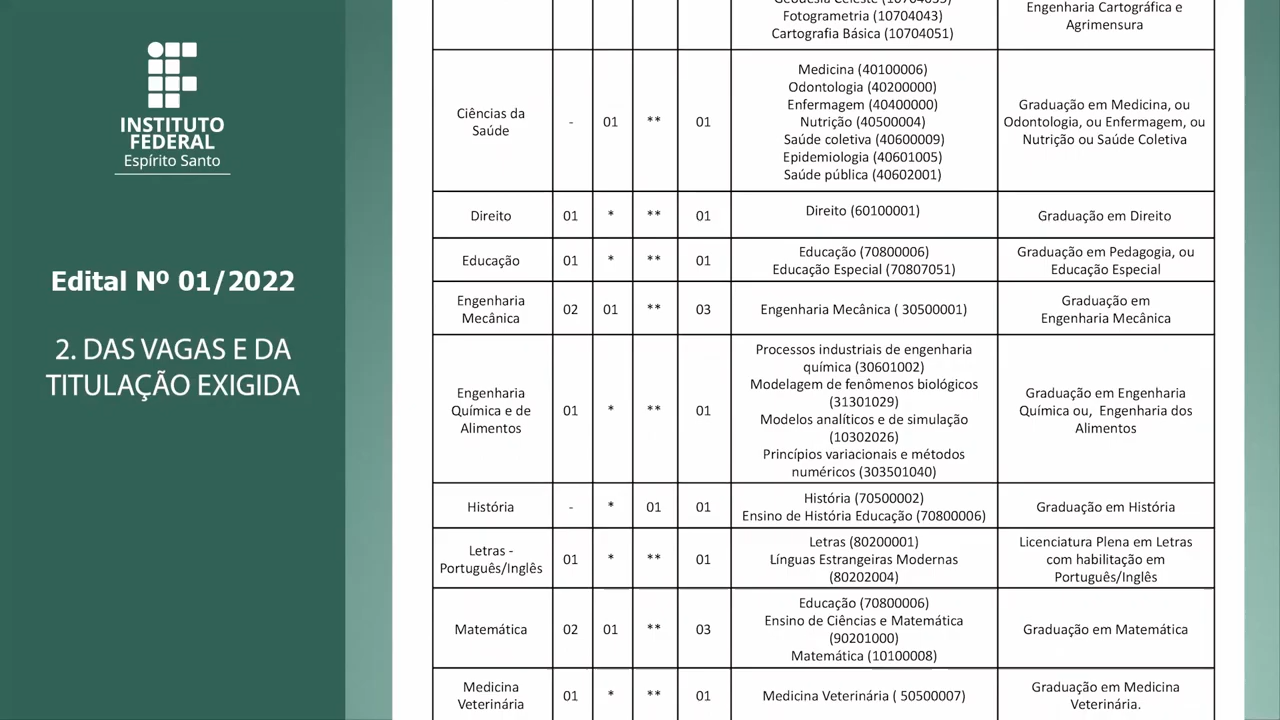 INSTITUTO
FEDERAL
Espírito Santo
Edital Nº 01/2022
2. DAS VAGAS E DA
TITULAÇÃO EXIGIDA
Fotogrametria (10704043)
Cartografia Básica (10704051)
Engenharia Cartográfica e
Agrimensura
Ciências da
Saúde
-
01
**
01
Medicina (40100006)
Odontologia (40200000)
Enfermagem (40400000)
Nutrição (40500004)
Saúde coletiva (40600009)
Epidemiologia (40601005)
Saúde pública (40602001)
Graduação em Medicina, ou
Odontologia, ou Enfermagem, ou
Nutrição ou Saúde Coletiva
Direito
01
*
**
01
Direito (60100001)
Graduação em Direito
Educação
01
*
**
01
Educação (70800006)
Educação Especial (70807051)
Graduação em Pedagogia, ou
Educação Especial
Engenharia
Mecânica
02
01
**
03
Engenharia Mecânica ( 30500001)
Graduação em
Engenharia Mecânica
Engenharia
Química e de
Alimentos
01
*
**
01
Processos industriais de engenharia
química (30601002)
Modelagem de fenômenos biológicos
(31301029)
Modelos analíticos e de simulação
(10302026)
Princípios variacionais e métodos
numéricos (303501040)
Graduação em Engenharia
Química ou, Engenharia dos
Alimentos
História
-
*
01
01
História (70500002)
Ensino de História Educação (70800006)
Graduação em História
Letras -
Português/Inglês
01
*
**
01
Letras (80200001)
Línguas Estrangeiras Modernas
(80202004)
Licenciatura Plena em Letras
com habilitação em
Português/Inglês
Matemática
02
01
**
03
Educação (70800006)
Ensino de Ciências e Matemática
(90201000)
Matemática (10100008)
Graduação em Matemática
Medicina
Veterinária
01
*
**
01
Medicina Veterinária ( 50500007)
Graduação em Medicina
Veterinária.